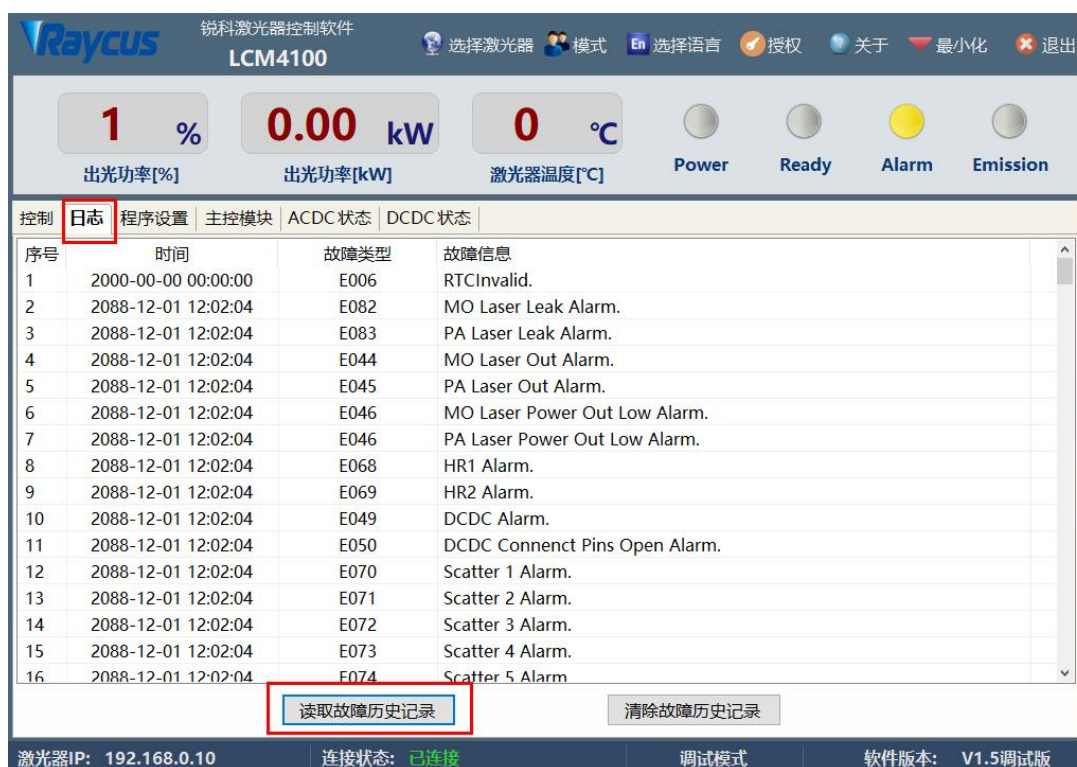 Raycus
锐科激光器控制软件
LCM4100
选择激光器 模式 En 选择语言 授权 关于 最小化 退出
1 % 0.00 kW 0 ℃
出光功率[%] 出光功率[kW] 激光器温度[℃] Power Ready Alarm Emission
控制 日志 程序设置 主控模块 ACDC状态 DCDC状态
序号 时间 故障类型 故障信息
1 2000-00-00 00:00:00 E006 RTCInvalid.
2 2088-12-01 12:02:04 E082 MO Laser Leak Alarm.
3 2088-12-01 12:02:04 E083 PA Laser Leak Alarm.
4 2088-12-01 12:02:04 E044 MO Laser Out Alarm.
5 2088-12-01 12:02:04 E045 PA Laser Out Alarm.
6 2088-12-01 12:02:04 E046 MO Laser Power Out Low Alarm.
7 2088-12-01 12:02:04 E046 PA Laser Power Out Low Alarm.
8 2088-12-01 12:02:04 E068 HR1 Alarm.
9 2088-12-01 12:02:04 E069 HR2 Alarm.
10 2088-12-01 12:02:04 E049 DCDC Alarm.
11 2088-12-01 12:02:04 E050 DCDC Connenct Pins Open Alarm.
12 2088-12-01 12:02:04 E070 Scatter 1 Alarm.
13 2088-12-01 12:02:04 E071 Scatter 2 Alarm.
14 2088-12-01 12:02:04 E072 Scatter 3 Alarm.
15 2088-12-01 12:02:04 E073 Scatter 4 Alarm.
16 2088-12-01 12:02:04 E074 Scatter 5 Alarm
读取故障历史记录 清除故障历史记录
激光器IP: 192.168.0.10 连接状态: 已连接 调试模式 软件版本: V1.5调试版